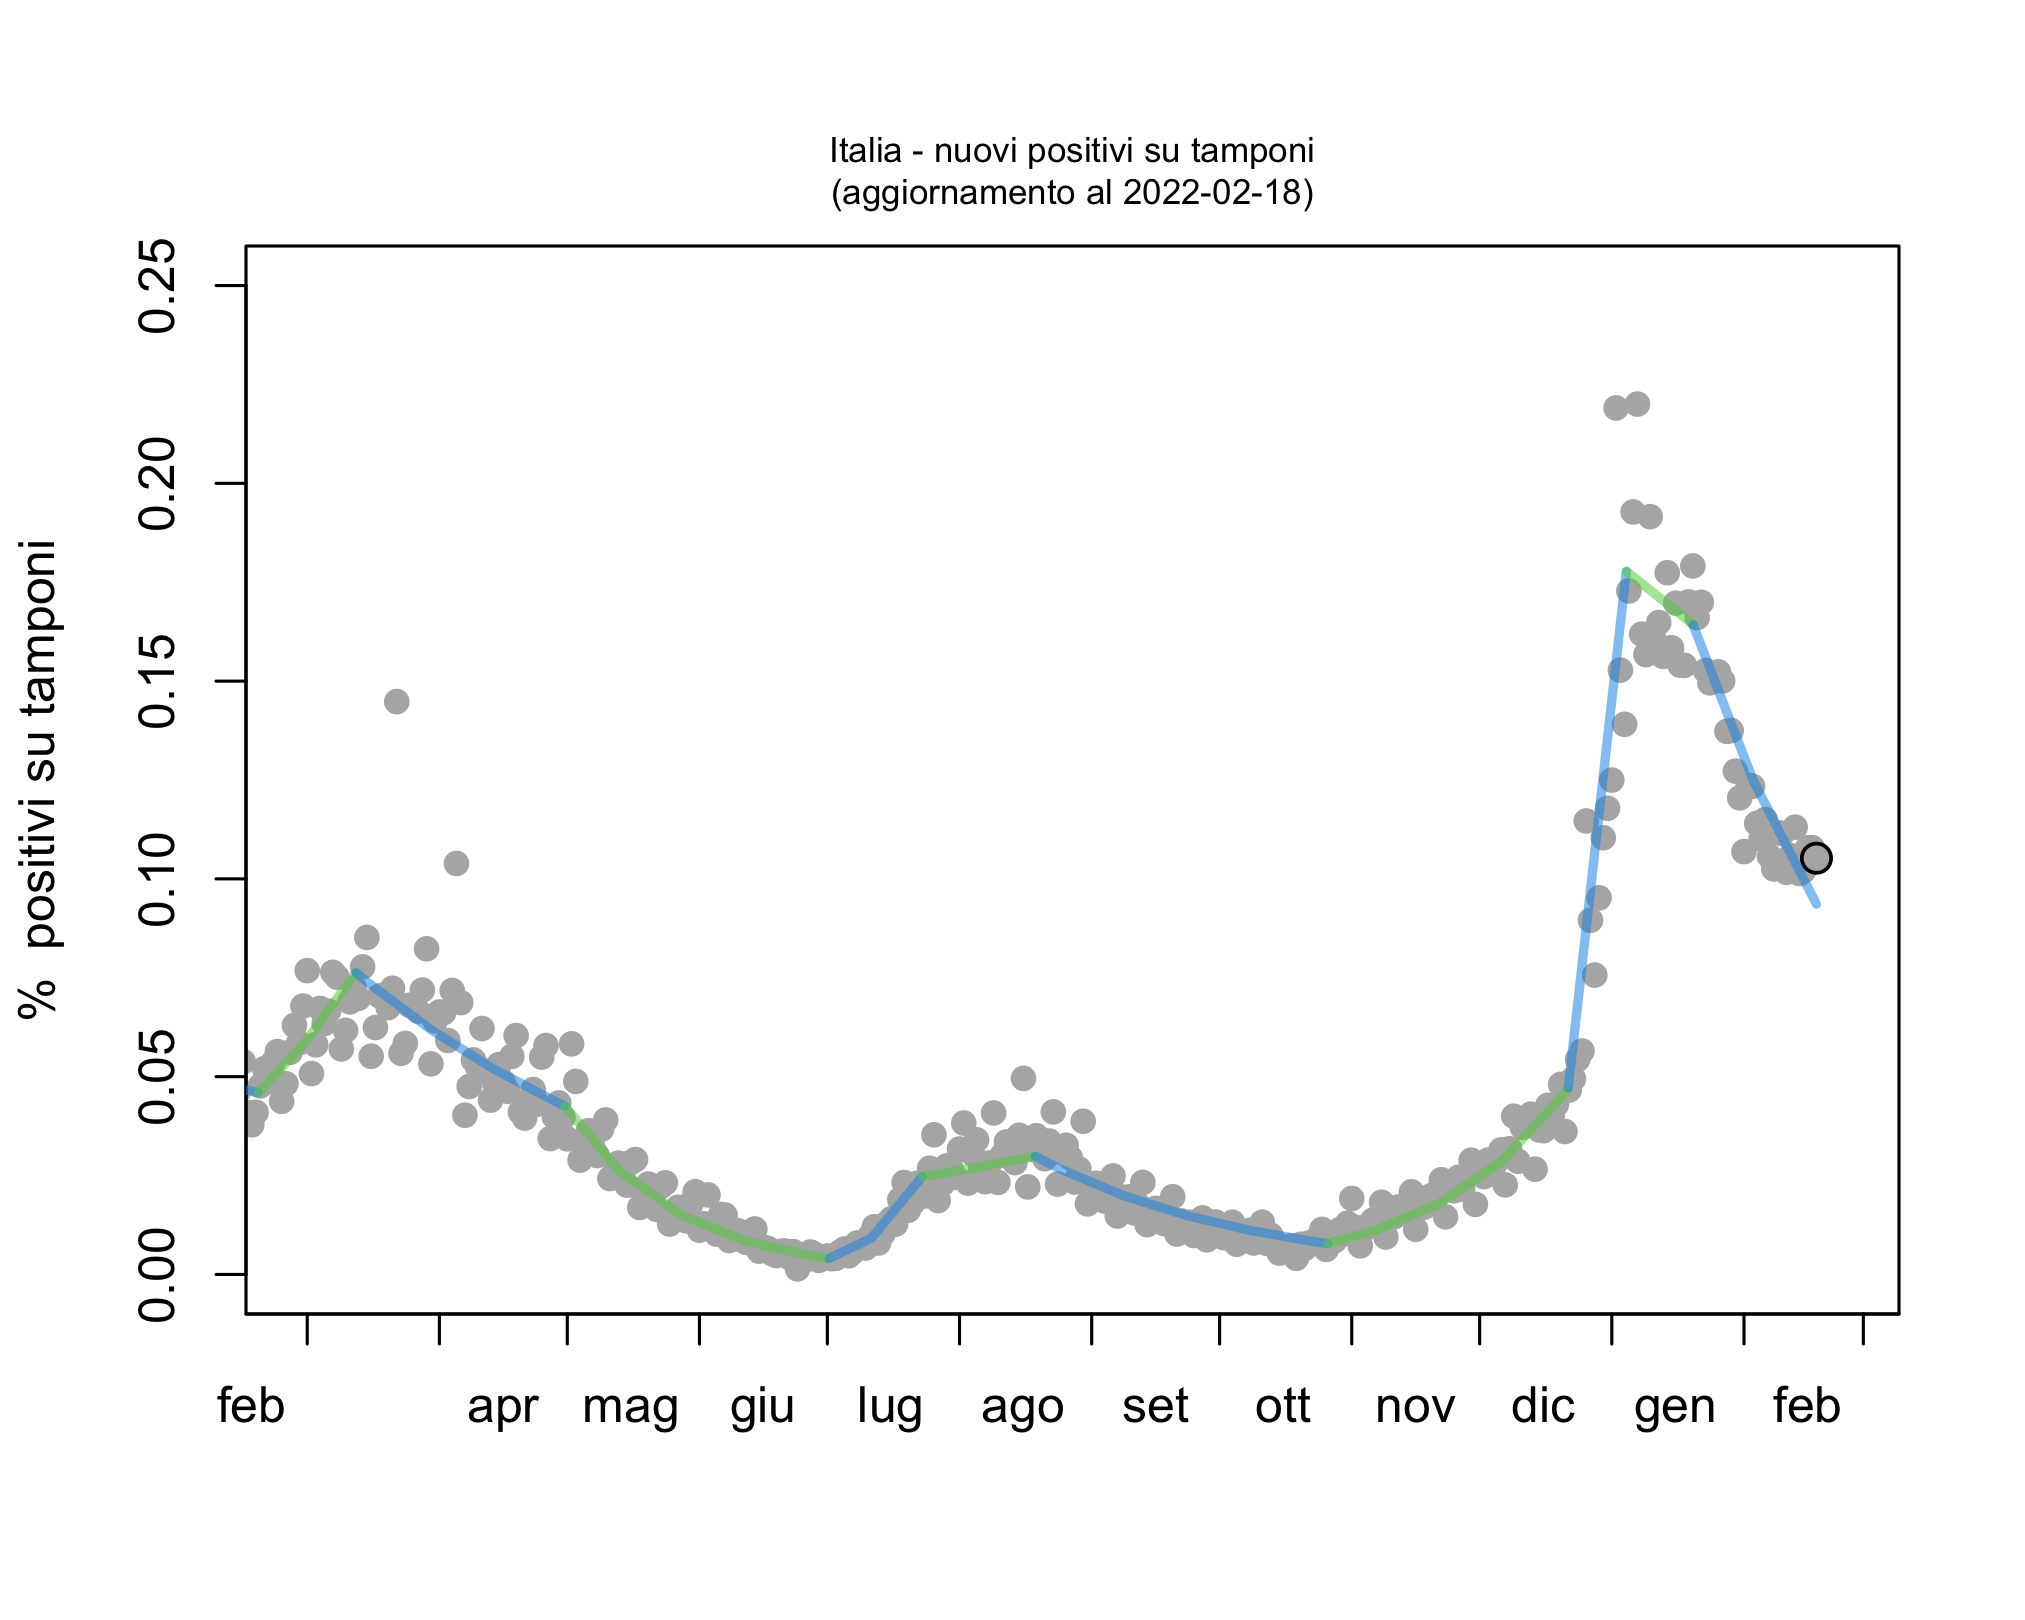 Italia - nuovi positivi su tamponi
(aggiornamento al 2022-02-18)
% positivi su tamponi
0.25
0.20
0.15
0.10
0.05
0.00
feb apr mag giu lug ago set ott nov dic gen feb